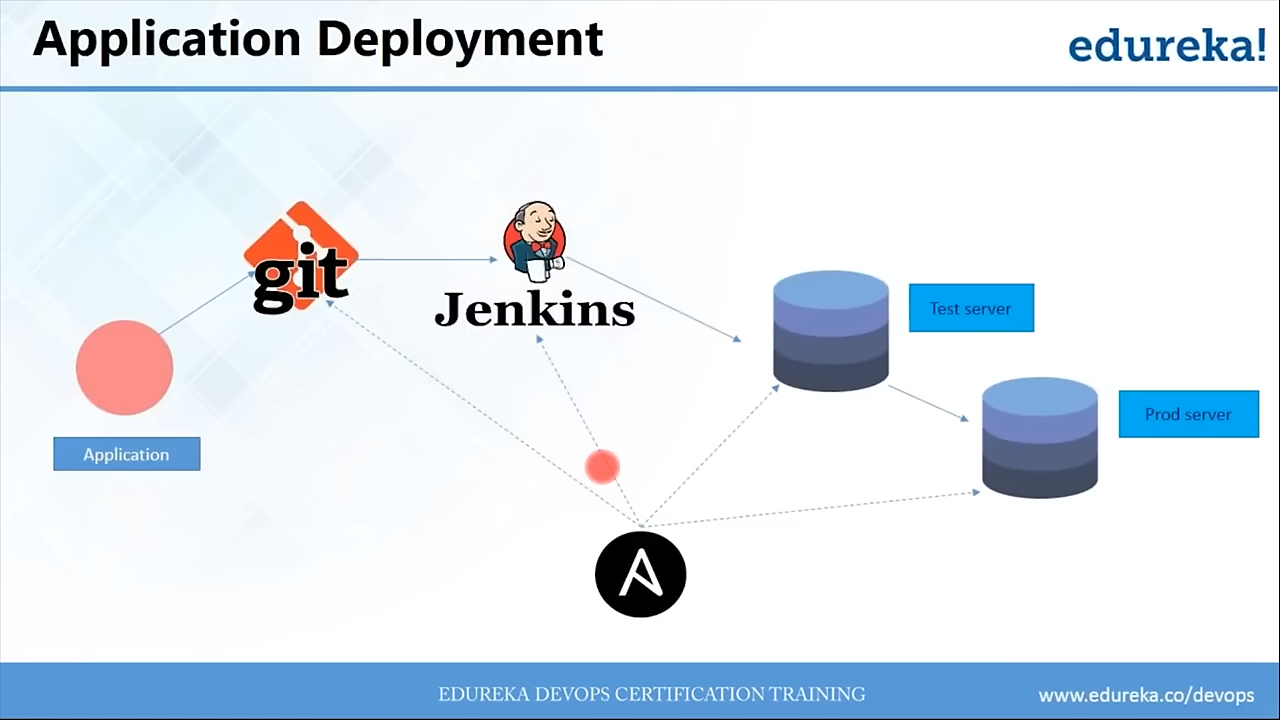 Application Deployment
edureka!
git
Jenkins
Test server
Prod server
Application
EDUREKA DEVOPS CERTIFICATION TRAINING
www.edureka.co/devops